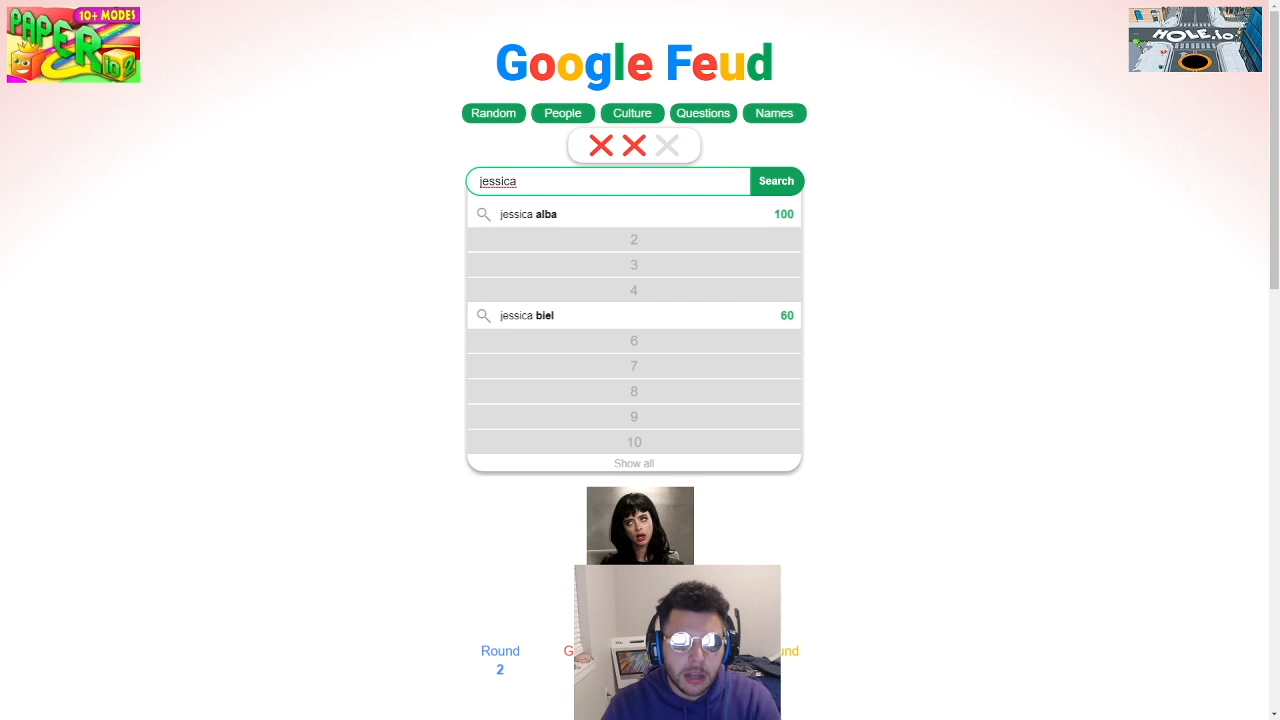 PAPER
io 2
10+ MODES
HOLE.io
Google Feud
Random People Culture Questions Names
jessica Search
jessica alba 100
2
3
4
jessica biel 60
6
7
8
9
10
Show all
Round G und
2